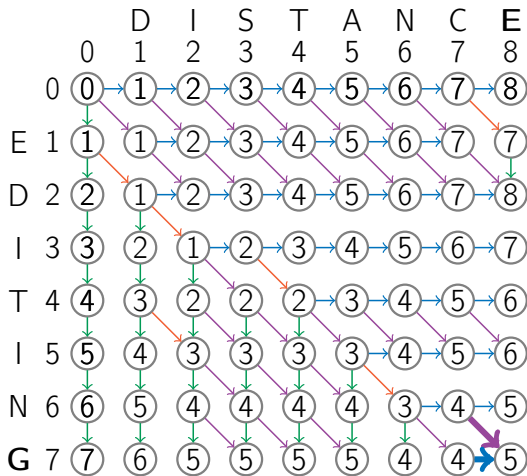 D I S T A N C E
0 1 2 3 4 5 6 7 8
0 0 1 2 3 4 5 6 7 8
E 1 1 1 2 3 4 5 6 7 7
D 2 2 1 2 3 4 5 6 7 8
I 3 3 2 1 2 3 4 5 6 7
T 4 4 3 2 2 2 3 4 5 6
I 5 5 4 3 3 3 3 4 5 6
N 6 6 5 4 4 4 4 3 4 5
G 7 7 6 5 5 5 5 4 4 5